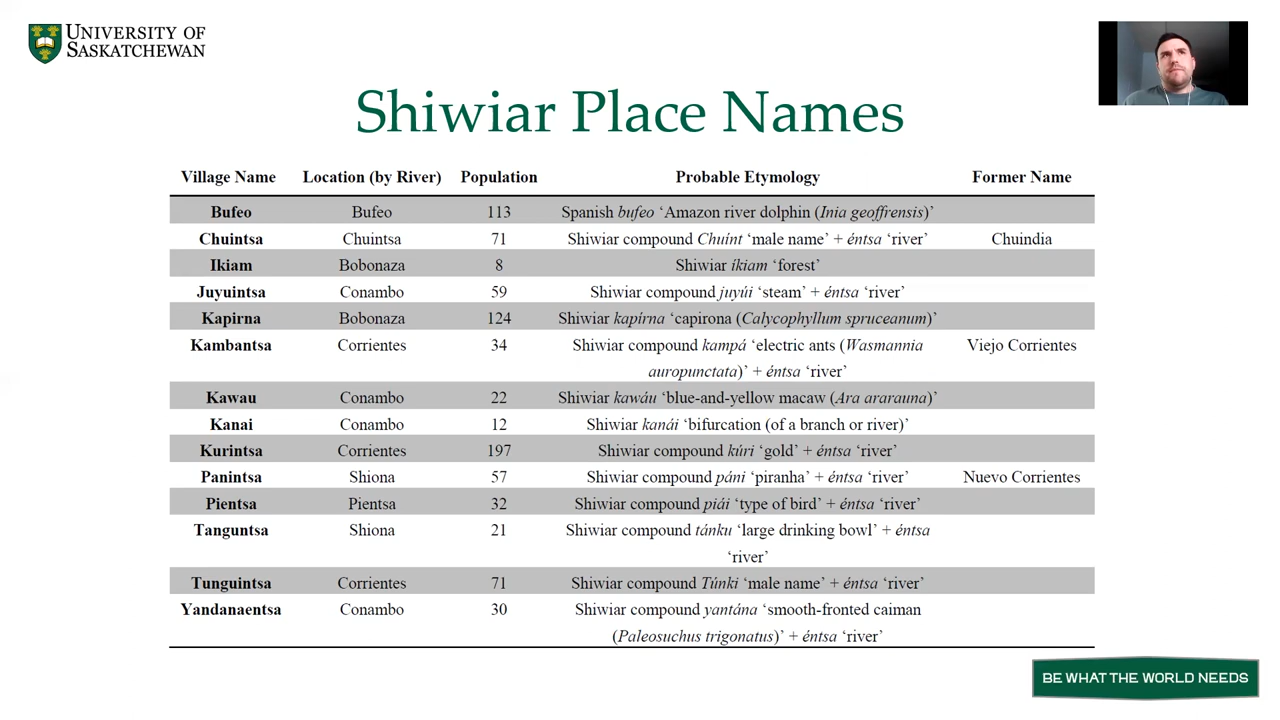 UNIVERSITY OF
SASKATCHEWAN
Shiwiar Place Names
Village Name Location (by River) Population Probable Etymology Former Name
Bufeo Bufeo 113 Spanish bufeo ‘Amazon river dolphin (Inia geoffrensis)’
Chuintsa Chuintsa 71 Shiwiar compound Chuínt ‘male name’ + éntsa ‘river’ Chuindia
Ikiam Bobonaza 8 Shiwiar íkiam ‘forest’
Juyuintsa Conambo 59 Shiwiar compound juyúi ‘steam’ + éntsa ‘river’
Kapirna Bobonaza 124 Shiwiar kapírna ‘capirona (Calycophyllum spruceanum)’
Kambantsa Corrientes 34 Shiwiar compound kampá ‘electric ants (Wasmannia Viejo Corrientes
auropunctata)’ + éntsa ‘river’
Kawau Conambo 22 Shiwiar kawáu ‘blue-and-yellow macaw (Ara ararauna)’
Kanai Conambo 12 Shiwiar kanái ‘bifurcation (of a branch or river)’
Kurintsa Corrientes 197 Shiwiar compound kúri ‘gold’ + éntsa ‘river’
Panintsa Shiona 57 Shiwiar compound páni ‘piranha’ + éntsa ‘river’ Nuevo Corrientes
Pientsa Pientsa 32 Shiwiar compound piái ‘type of bird’ + éntsa ‘river’
Tanguntsa Shiona 21 Shiwiar compound tánku ‘large drinking bowl’ + éntsa
‘river’
Tunguintsa Corrientes 71 Shiwiar compound Túnki ‘male name’ + éntsa ‘river’
Yandanaentsa Conambo 30 Shiwiar compound yantána ‘smooth-fronted caiman
(Paleosuchus trigonatus)’ + éntsa ‘river’
BE WHAT THE WORLD NEEDS